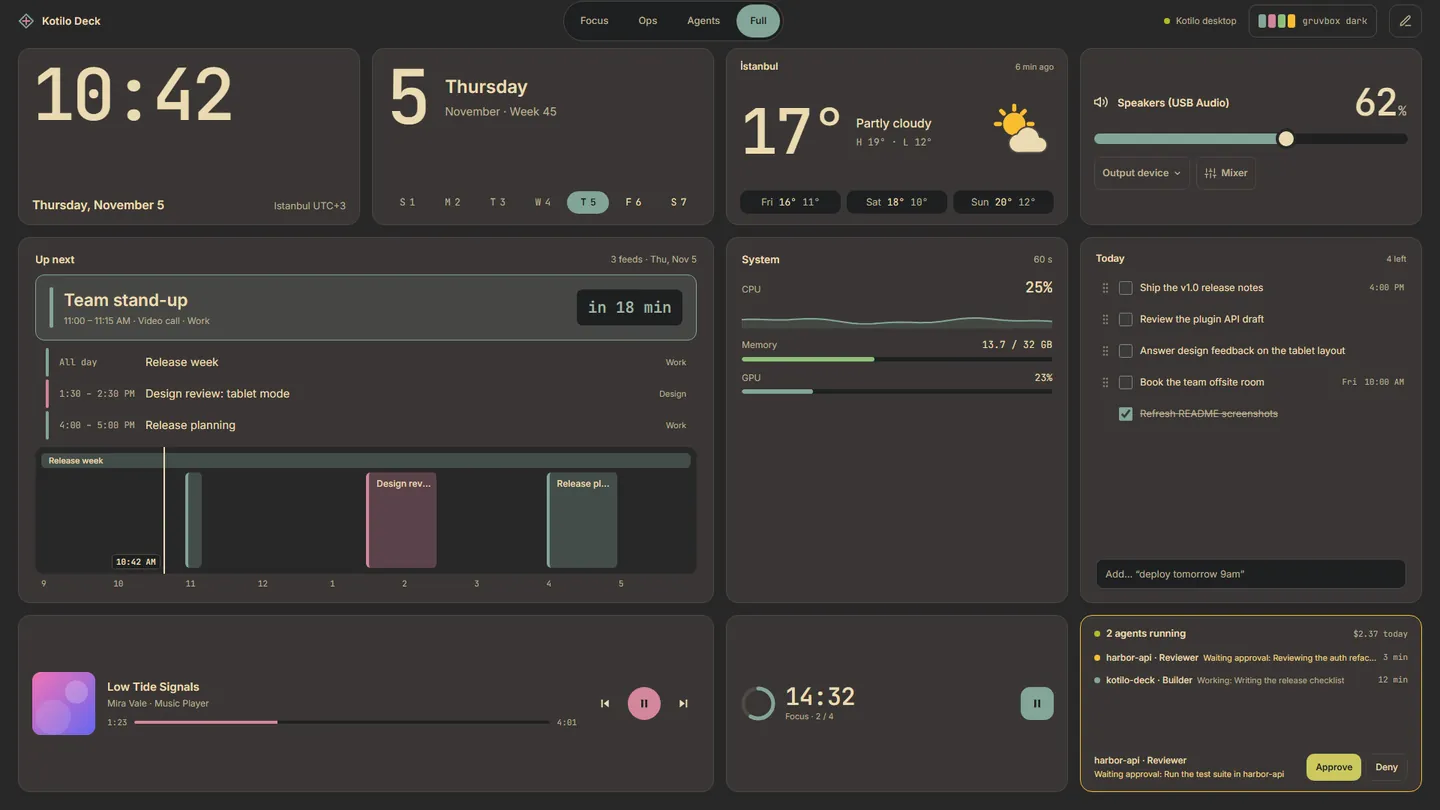 Kotilo Deck
Focus Ops Agents Full
Kotilo desktop
gruvbox dark
10:42
Thursday, November 5
Istanbul UTC+3
5
Thursday
November · Week 45
S 1 M 2 T 3 W 4 T 5 F 6 S 7
İstanbul
6 min ago
17°
Partly cloudy
H 19° · L 12°
Fri 16° 11°
Sat 18° 10°
Sun 20° 12°
Speakers (USB Audio)
62%
Output device
Mixer
Up next
3 feeds · Thu, Nov 5
Team stand-up
11:00 – 11:15 AM · Video call · Work
in 18 min
All day Release week Work
1:30 – 2:30 PM Design review: tablet mode Design
4:00 – 5:00 PM Release planning Work
Release week
Design rev...
Release pl...
10:42 AM
9 10 11 12 1 2 3 4 5
System
60 s
CPU 25%
Memory 13.7 / 32 GB
GPU 23%
Today
4 left
Ship the v1.0 release notes 4:00 PM
Review the plugin API draft
Answer design feedback on the tablet layout
Book the team offsite room Fri 10:00 AM
Refresh README screenshots
Add... “deploy tomorrow 9am”
Low Tide Signals
Mira Vale · Music Player
1:23 4:01
14:32
Focus · 2 / 4
2 agents running
$2.37 today
harbor-api · Reviewer Waiting approval: Reviewing the auth refac... 3 min
kotilo-deck · Builder Working: Writing the release checklist 12 min
harbor-api · Reviewer
Waiting approval: Run the test suite in harbor-api
Approve
Deny